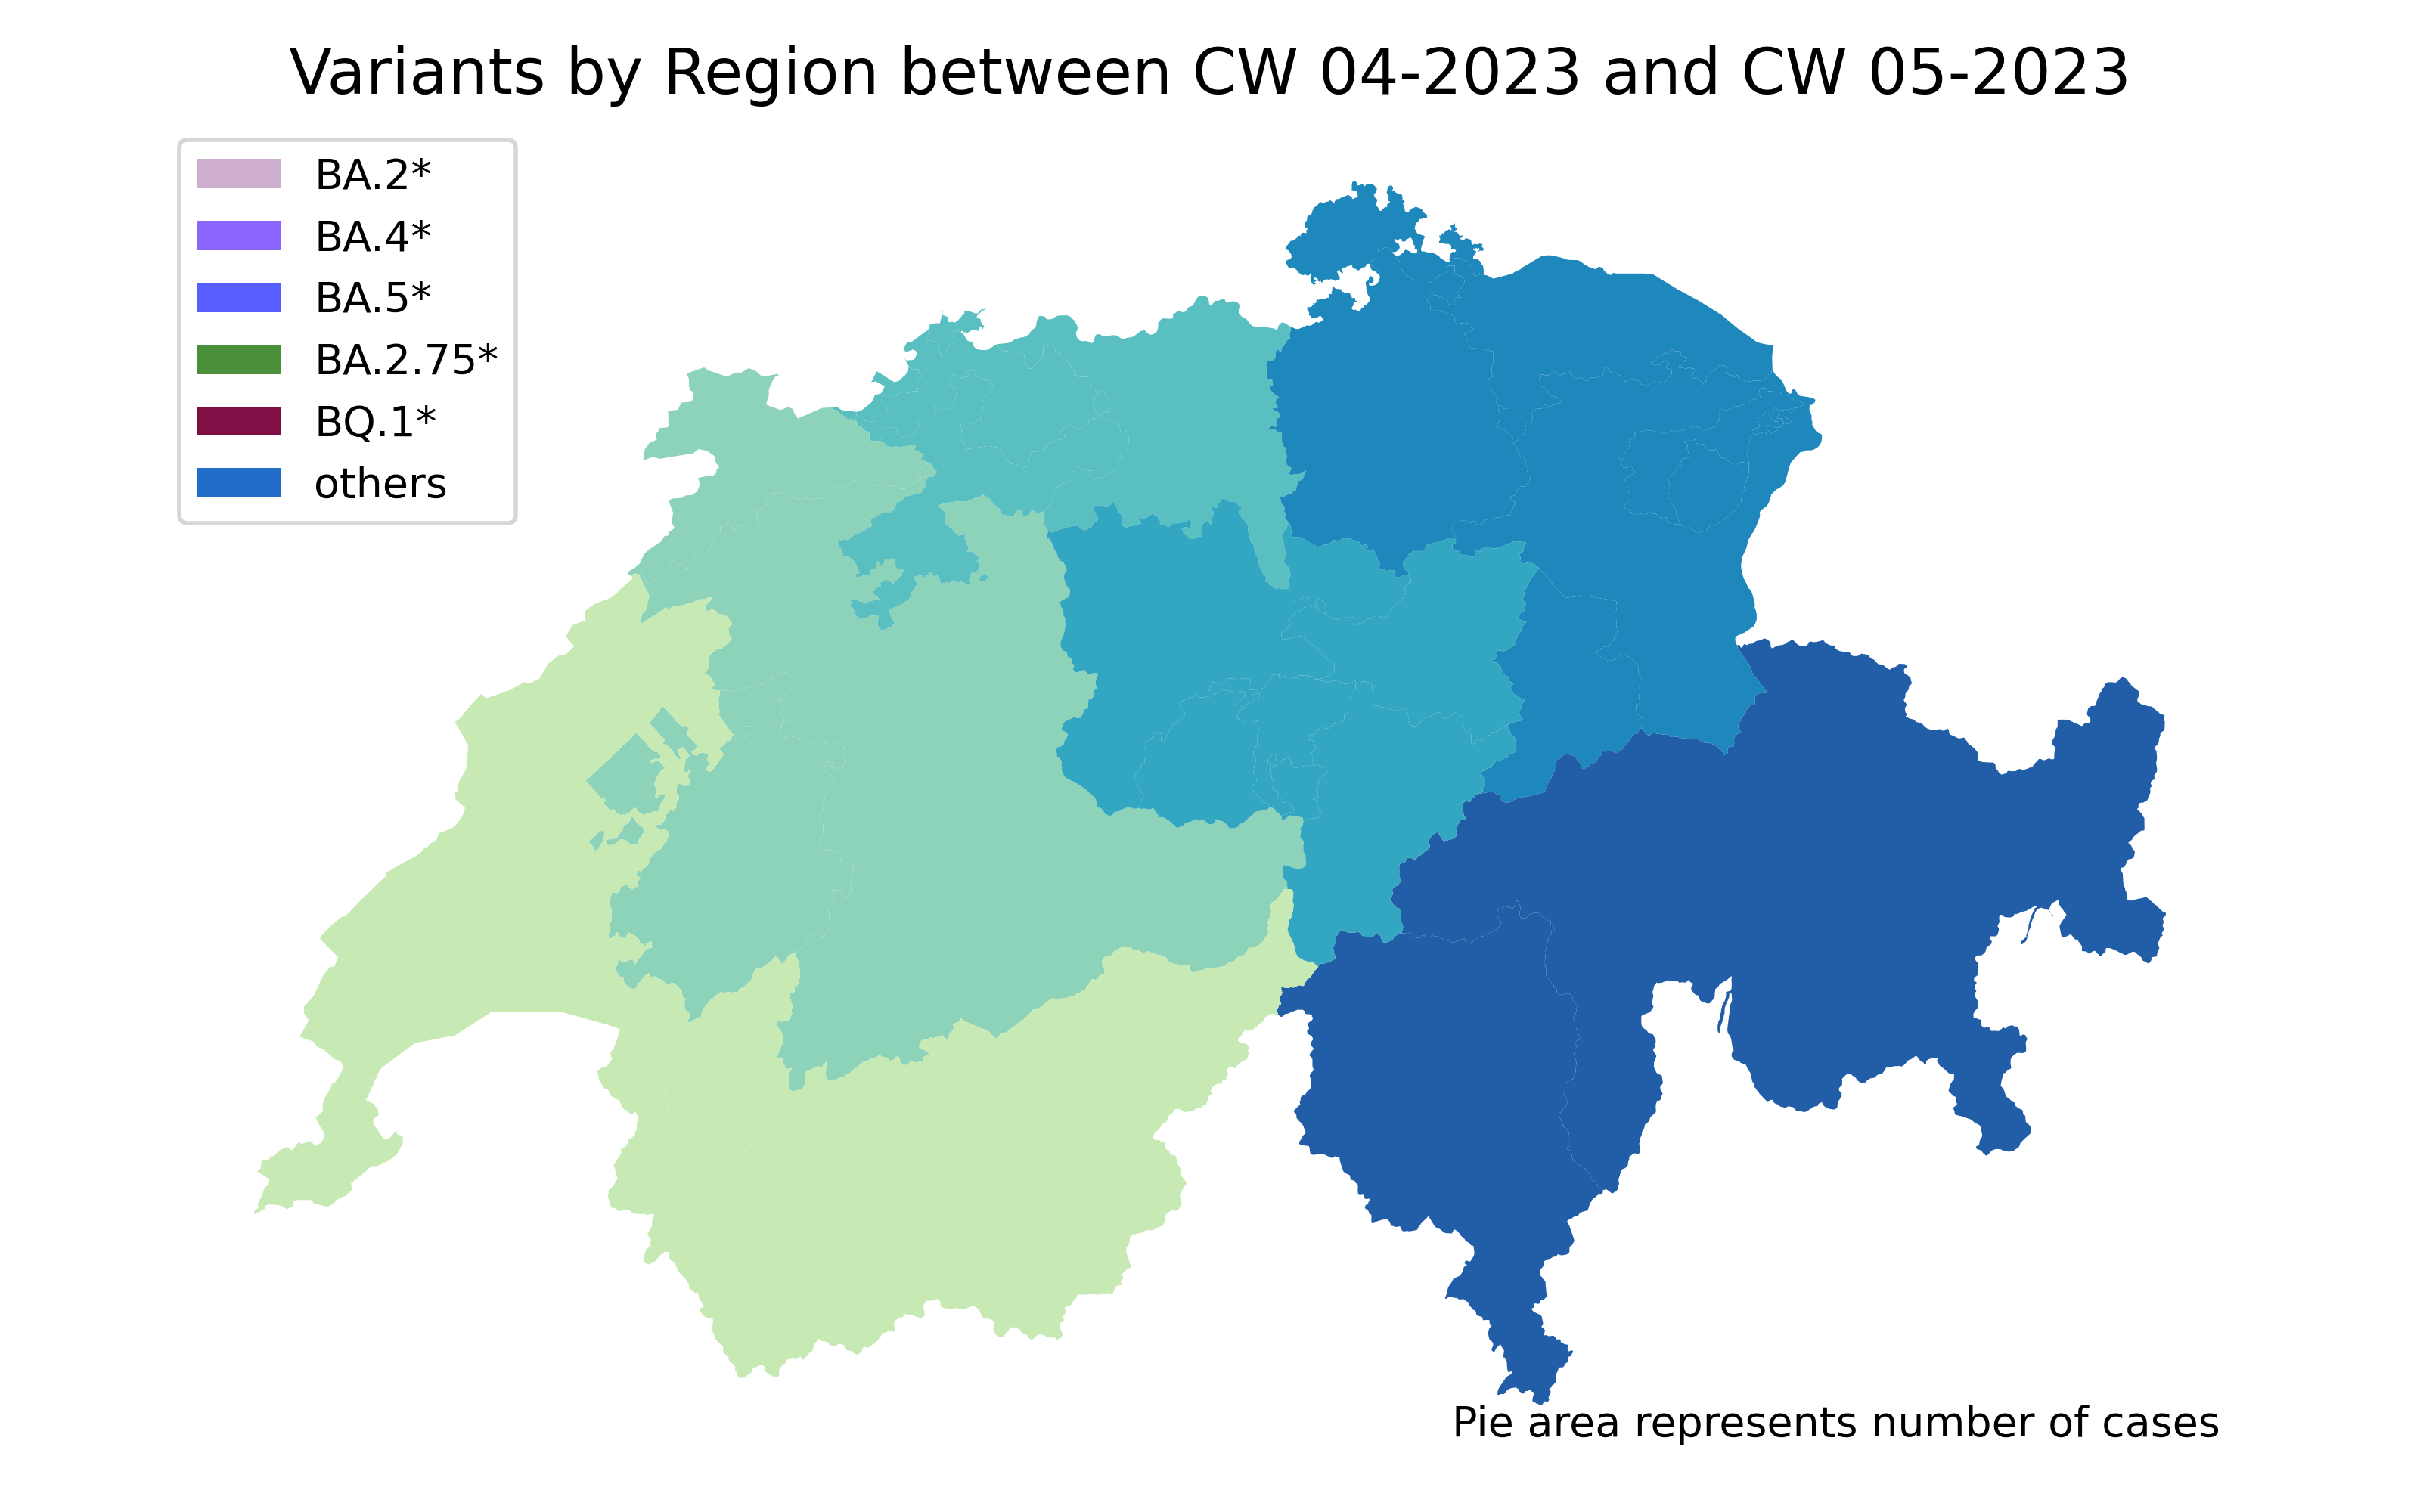 Variants by Region between CW 04-2023 and CW 05-2023
BA.2*
BA.4*
BA.5*
BA.2.75*
BQ.1*
others
Pie area represents number of cases